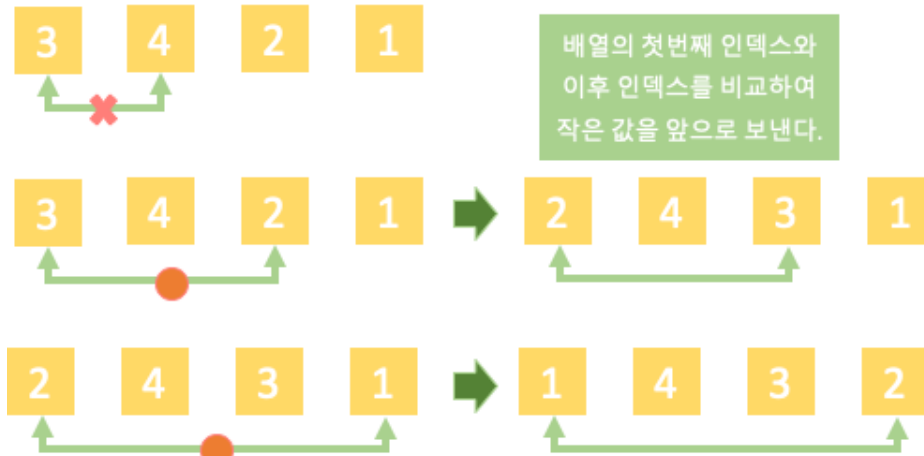 3 4 2 1
배열의 첫번째 인덱스와
이후 인덱스를 비교하여
작은 값을 앞으로 보낸다.
3 4 2 1
2 4 3 1
2 4 3 1
1 4 3 2